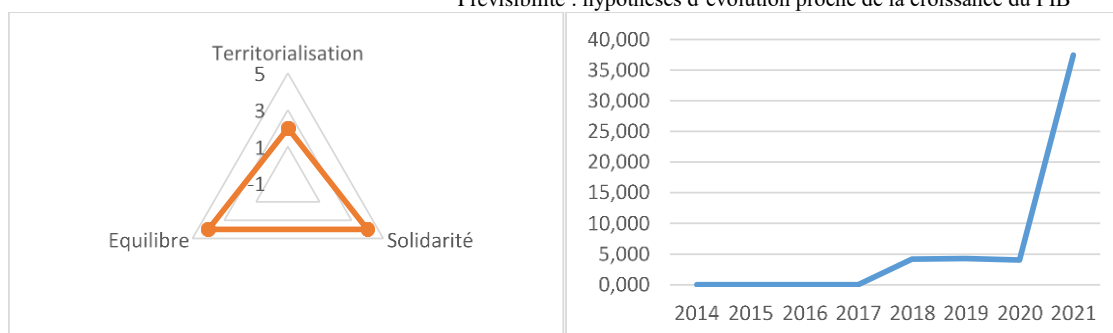 Prévisibilité : hypothèses d'évolution proche de la croissance du PIB
Territorialisation
5
3
1
-1
Equilibre
Solidarité
40,000
35,000
30,000
25,000
20,000
15,000
10,000
5,000
0,000
2014 2015 2016 2017 2018 2019 2020 2021